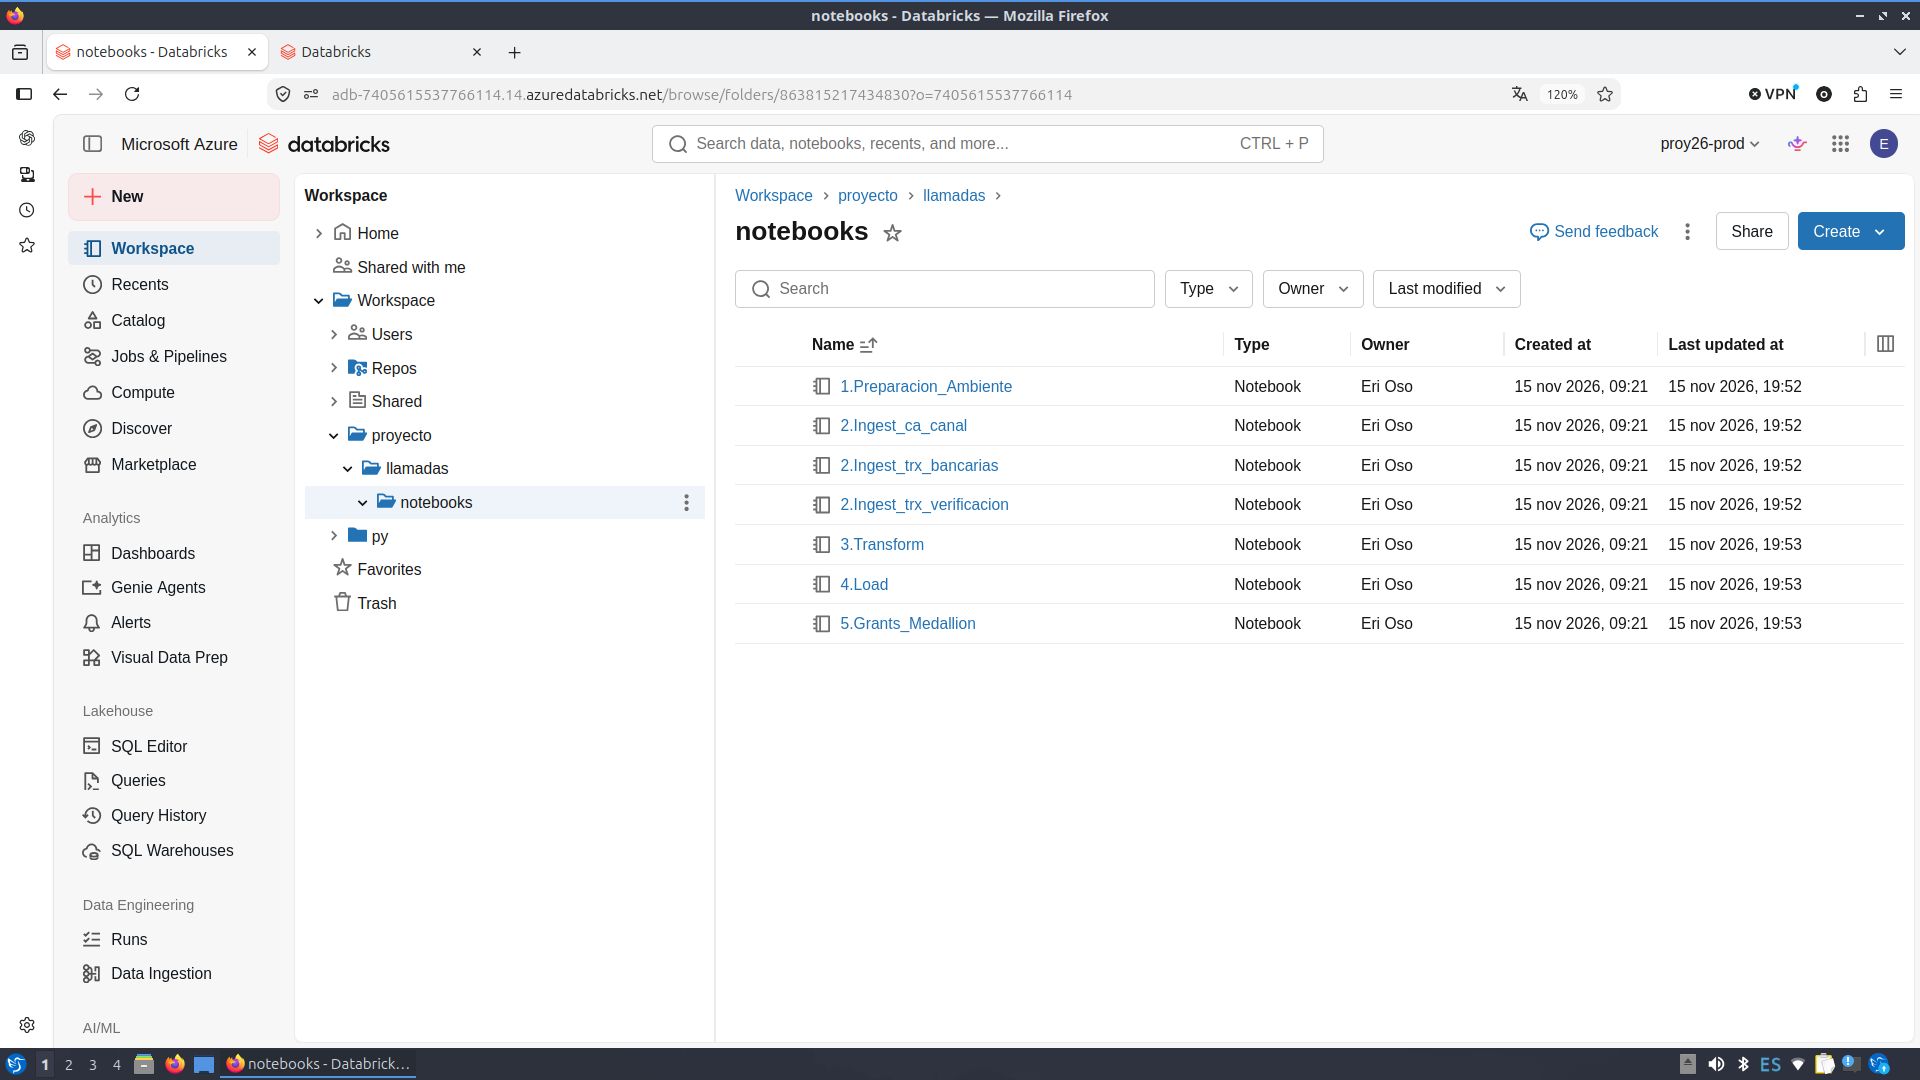 notebooks - Databricks — Mozilla Firefox
notebooks - Databricks
Databricks
adb-7405615537766114.14.azuredatabricks.net/browse/folders/863815217434830?o=7405615537766114
120%
VPN
Microsoft Azure
databricks
Search data, notebooks, recents, and more...
CTRL + P
proy26-prod
E
New
Workspace
Recents
Catalog
Jobs & Pipelines
Compute
Discover
Marketplace
Analytics
Dashboards
Genie Agents
Alerts
Visual Data Prep
Lakehouse
SQL Editor
Queries
Query History
SQL Warehouses
Data Engineering
Runs
Data Ingestion
AI/ML
Workspace
Home
Shared with me
Workspace
Users
Repos
Shared
proyecto
llamadas
notebooks
py
Favorites
Trash
Workspace > proyecto > llamadas >
notebooks
Send feedback
Share
Create
Search
Type
Owner
Last modified
Name Type Owner Created at Last updated at
1.Preparacion_Ambiente Notebook Eri Oso 15 nov 2026, 09:21 15 nov 2026, 19:52
2.Ingest_ca_canal Notebook Eri Oso 15 nov 2026, 09:21 15 nov 2026, 19:52
2.Ingest_trx_bancarias Notebook Eri Oso 15 nov 2026, 09:21 15 nov 2026, 19:52
2.Ingest_trx_verificacion Notebook Eri Oso 15 nov 2026, 09:21 15 nov 2026, 19:52
3.Transform Notebook Eri Oso 15 nov 2026, 09:21 15 nov 2026, 19:53
4.Load Notebook Eri Oso 15 nov 2026, 09:21 15 nov 2026, 19:53
5.Grants_Medallion Notebook Eri Oso 15 nov 2026, 09:21 15 nov 2026, 19:53
1 2 3 4
notebooks - Databrick…
ES